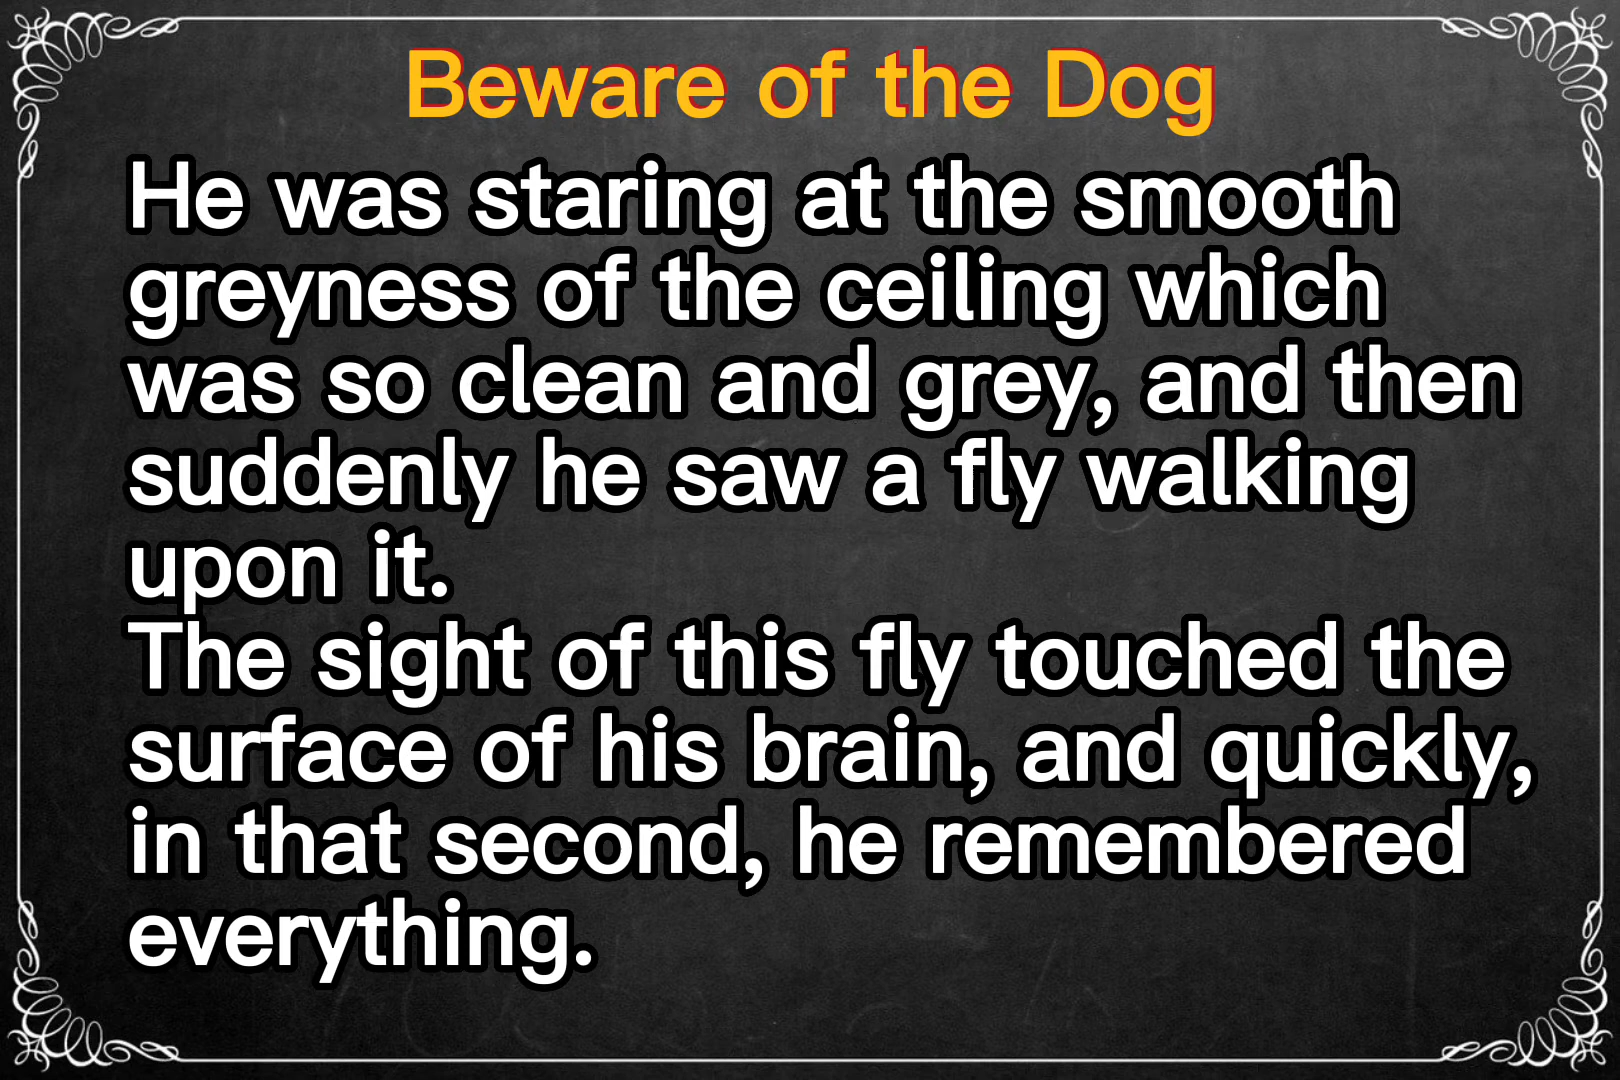 Beware of the Dog
He was staring at the smooth
greyness of the ceiling which
was so clean and grey, and then
suddenly he saw a fly walking
upon it.
The sight of this fly touched the
surface of his brain, and quickly,
in that second, he remembered
everything.